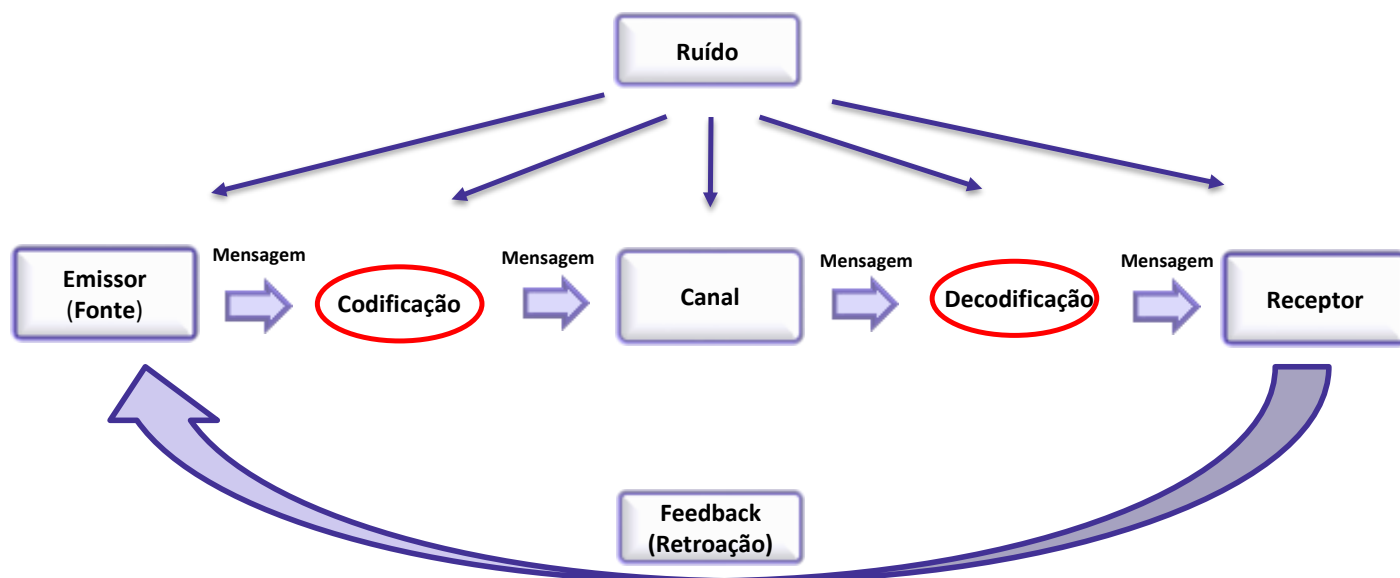 Ruído
Mensagem
Mensagem
Mensagem
Mensagem
Emissor
(Fonte)
Codificação
Canal
Decodificação
Receptor
Feedback
(Retroação)